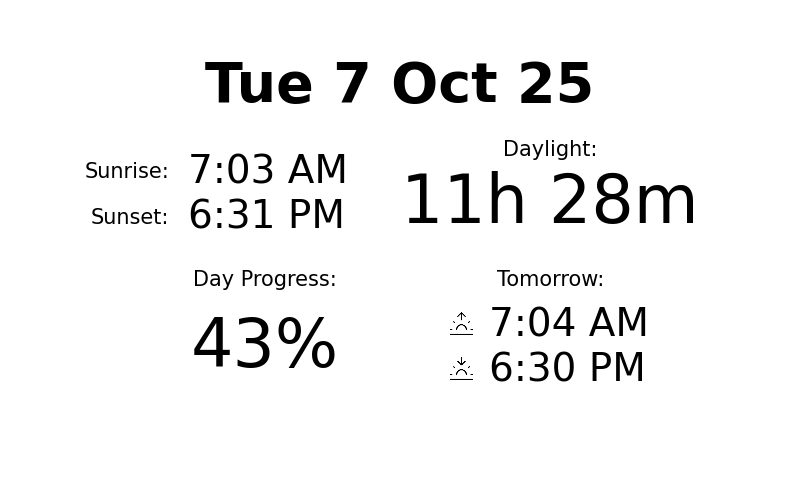 Tue 7 Oct 25
Sunrise: 7:03 AM
Sunset: 6:31 PM
Daylight:
11h 28m
Day Progress:
43%
Tomorrow:
7:04 AM
6:30 PM